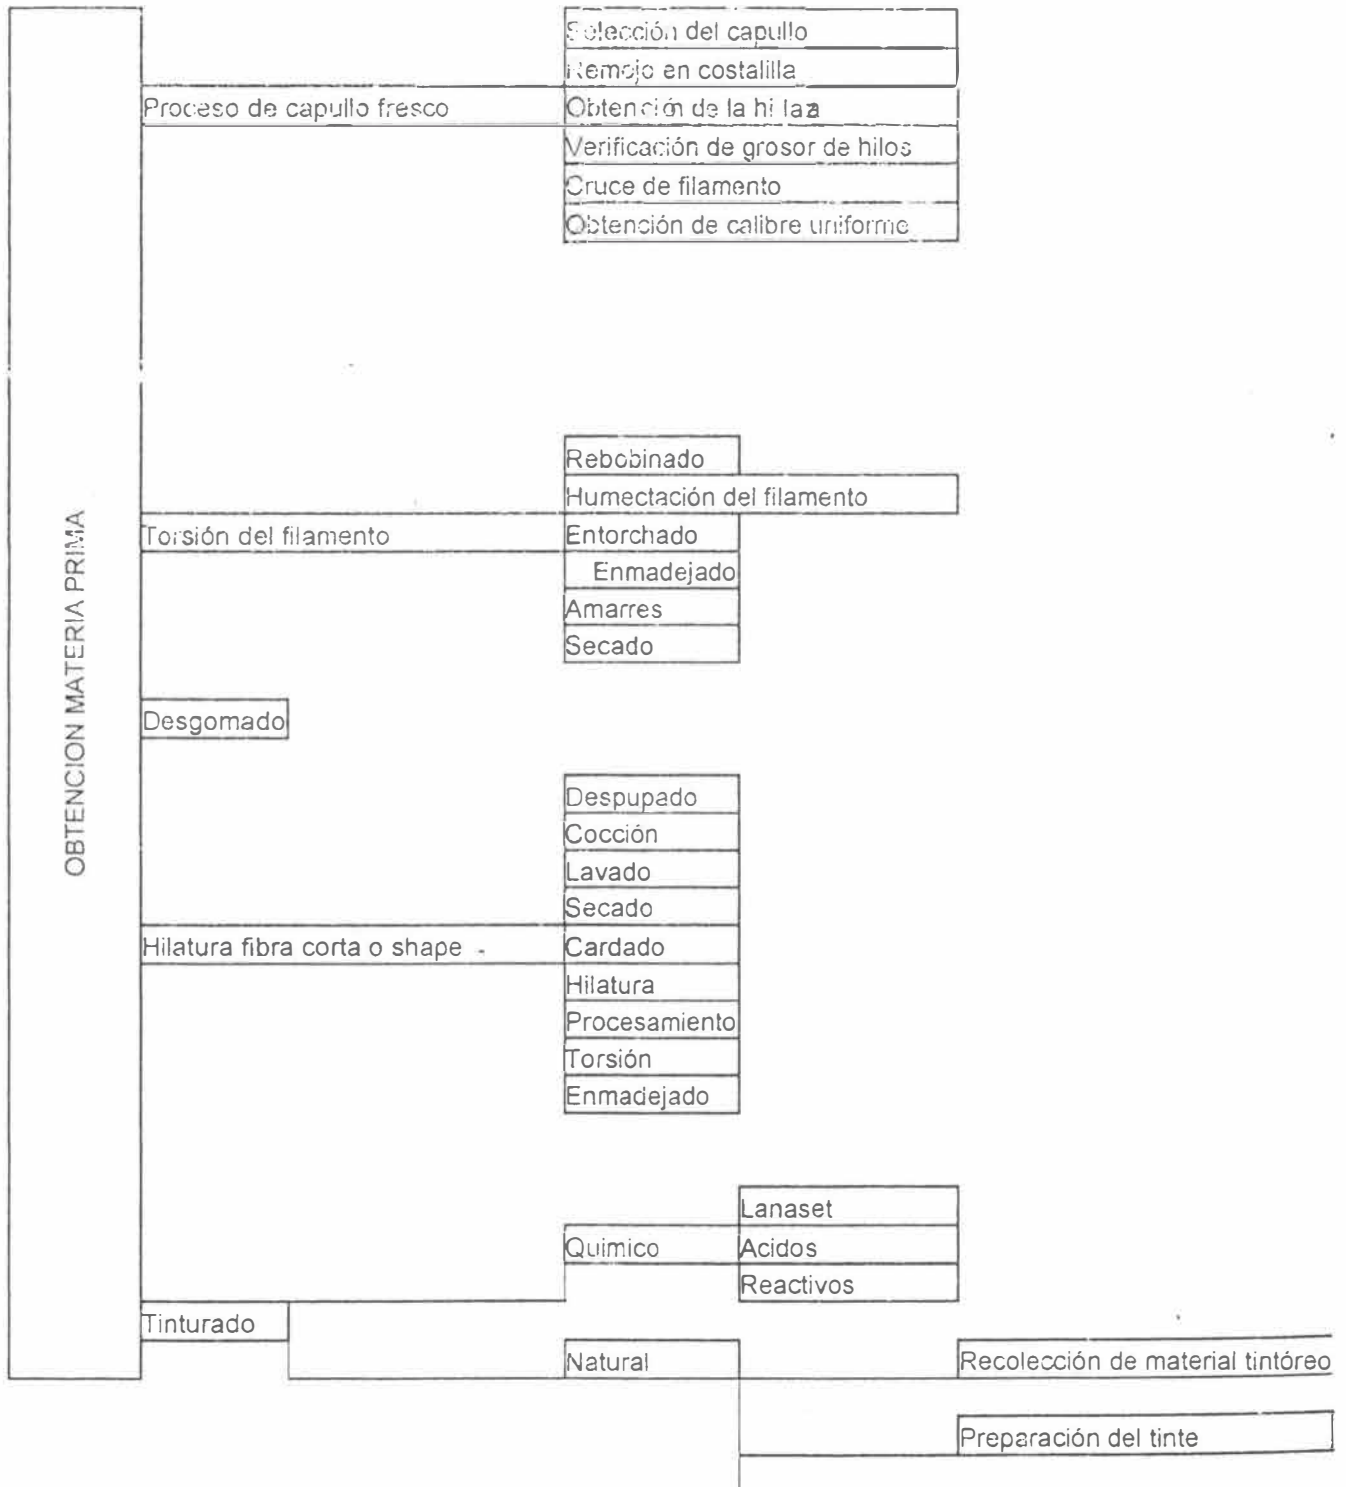 Selección del capullo
Remojo en costalilla
Proceso de capullo fresco
Obtención de la hi laza
Verificación de grosor de hilos
Cruce de filamento
Obtención de calibre uniforme
OBTENCION MATERIA PRIMA
Rebobinado
Humectación del filamento
Torsión del filamento
Entorchado
Enmadejado
Amarres
Secado
Desgomado
Despupado
Cocción
Lavado
Secado
Hilatura fibra corta o shape -
Cardado
Hilatura
Procesamiento
Torsión
Enmadejado
Lanaset
Quimico
Acidos
Reactivos
Tinturado
Natural
Recolección de material tintóreo
Preparación del tinte